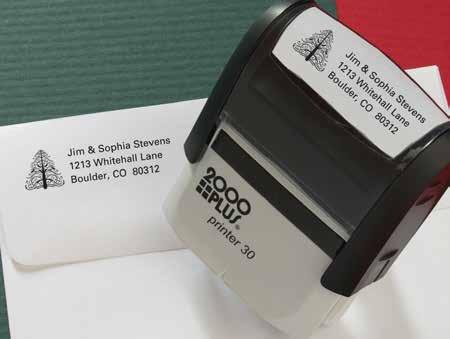 Jim & Sophia Stevens
1213 Whitehall Lane
Boulder, CO 80312
Jim & Sophia Stevens
1213 Whitehall Lane
Boulder, CO 80312
2000
PLUS®
printer 30